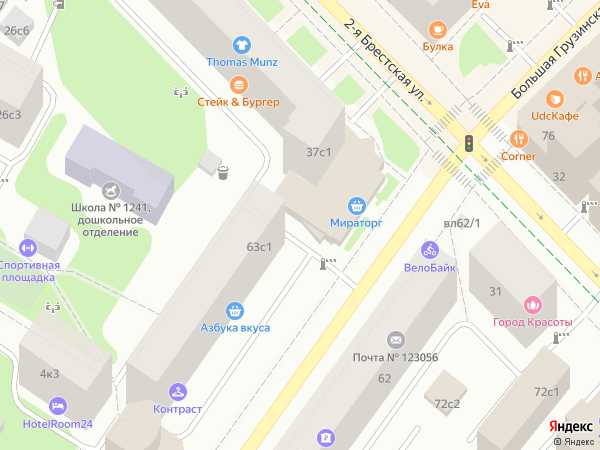 Eva
26с6
2-я Брестская ул.
Булка
Большая Грузинска
Thomas Munz
Стейк & Бургер
UdcКафе
26с3
76
37с1
Corner
32
Школа № 1241,
дошкольное
отделение
Мираторг
вл62/1
63с1
ВелоБайк
Спортивная
площадка
31
Город Красоты
Азбука вкуса
Почта № 123056
4к3
62
72с1
72с2
Контраст
HotelRoom24
Яндекс
© Яндекс